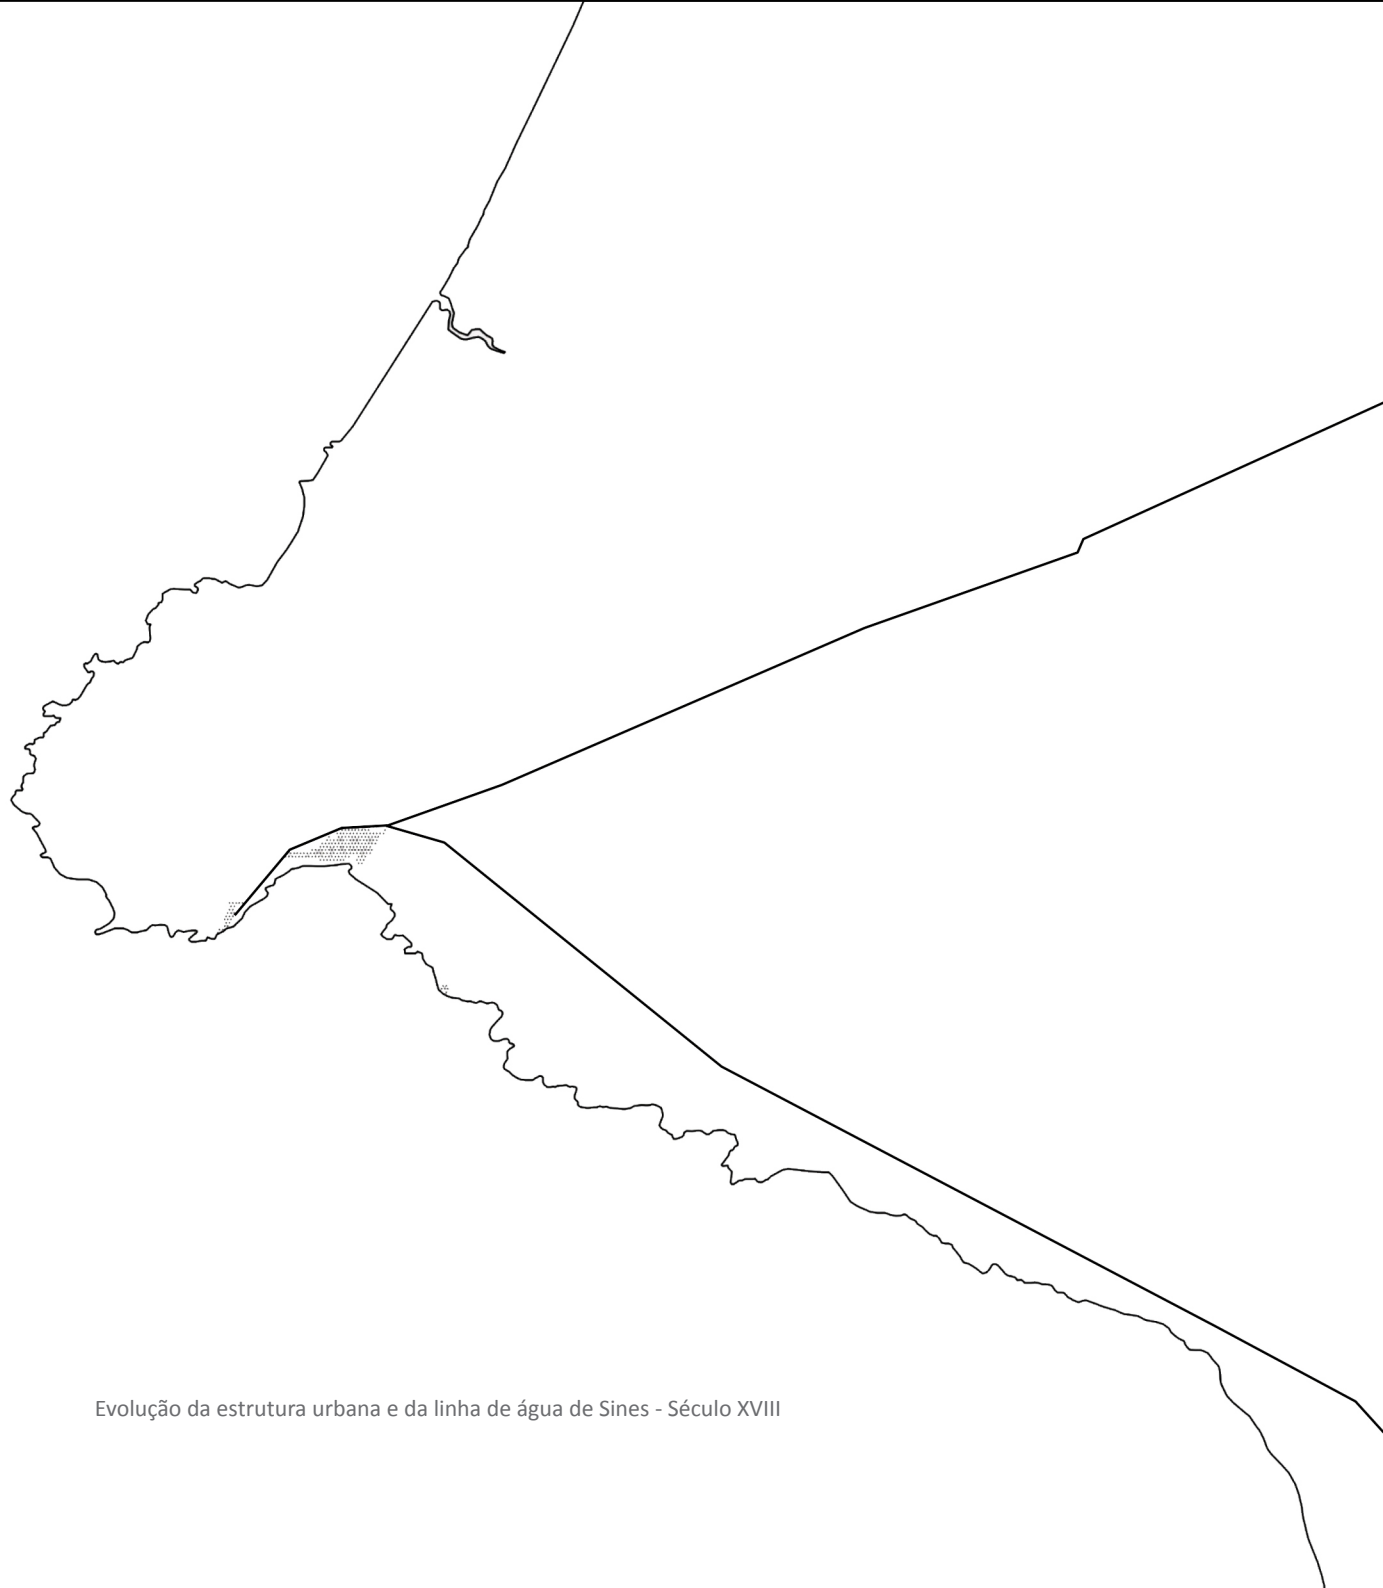 Evolução da estrutura urbana e da linha de água de Sines - Século XVIII